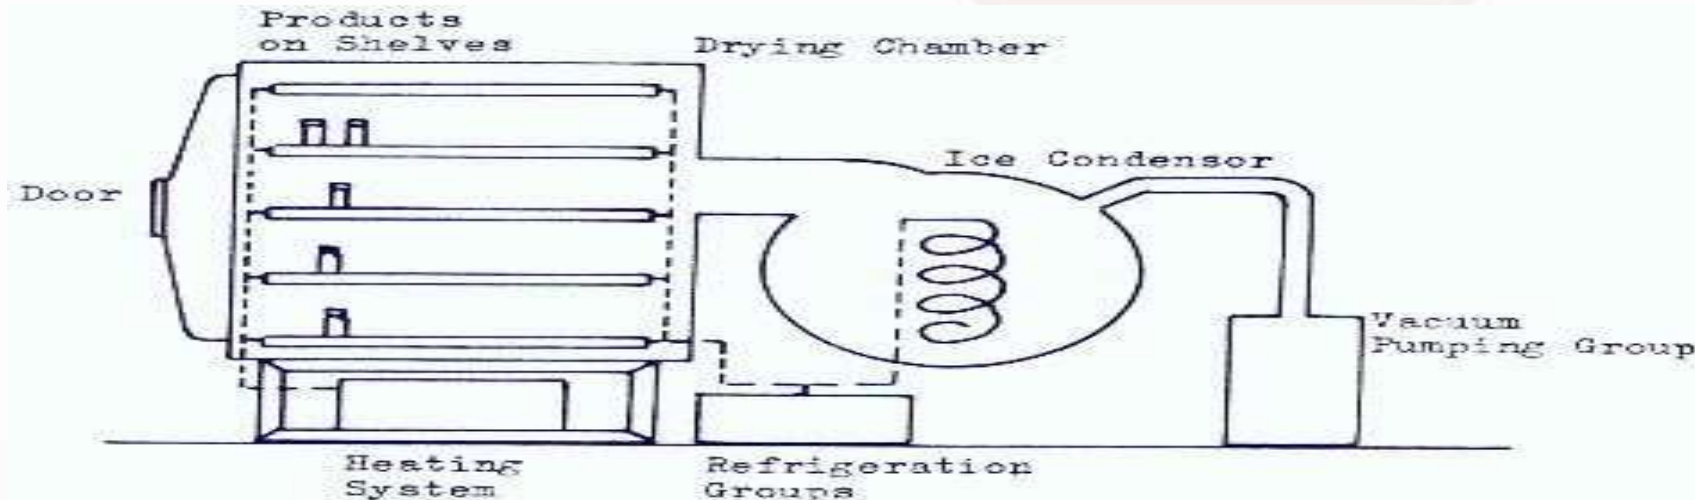 Products
on Shelves
Drying Chamber
Ice Condensor
Door
Vacuum
Pumping Group
Heating
System
Refrigeration
Groups